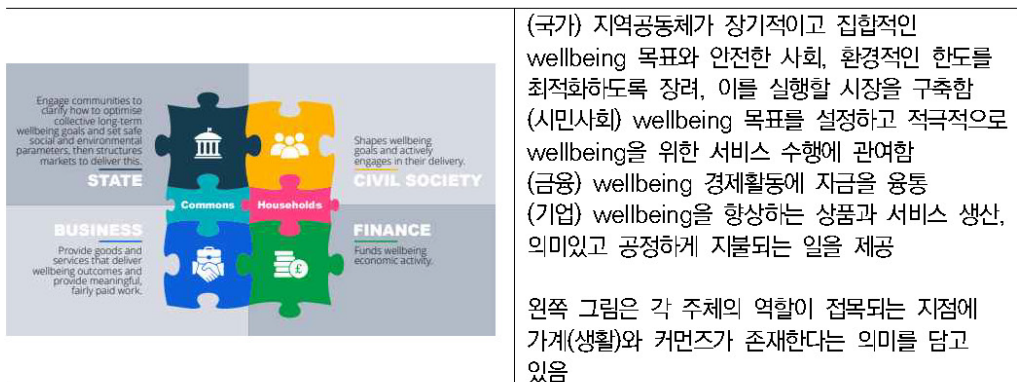 Engage communities to
clarify how to optimise
collective long-term
wellbeing goals and set safe
social and environmental
parameters, then structures
markets to deliver this.
STATE
Shapes wellbeing
goals and actively
engages in their delivery.
CIVIL SOCIETY
Commons
Households
BUSINESS
Provide goods and
services that deliver
wellbeing outcomes and
provide meaningful,
fairly paid work.
FINANCE
Funds wellbeing
economic activity.
£
(국가) 지역공동체가 장기적이고 집합적인
wellbeing 목표와 안전한 사회, 환경적인 한도를
최적화하도록 장려, 이를 실행할 시장을 구축함
(시민사회) wellbeing 목표를 설정하고 적극적으로
wellbeing을 위한 서비스 수행에 관여함
(금융) wellbeing 경제활동에 자금을 융통
(기업) wellbeing을 향상하는 상품과 서비스 생산,
의미있고 공정하게 지불되는 일을 제공
왼쪽 그림은 각 주체의 역할이 접목되는 지점에
가계(생활)와 커먼즈가 존재한다는 의미를 담고
있음